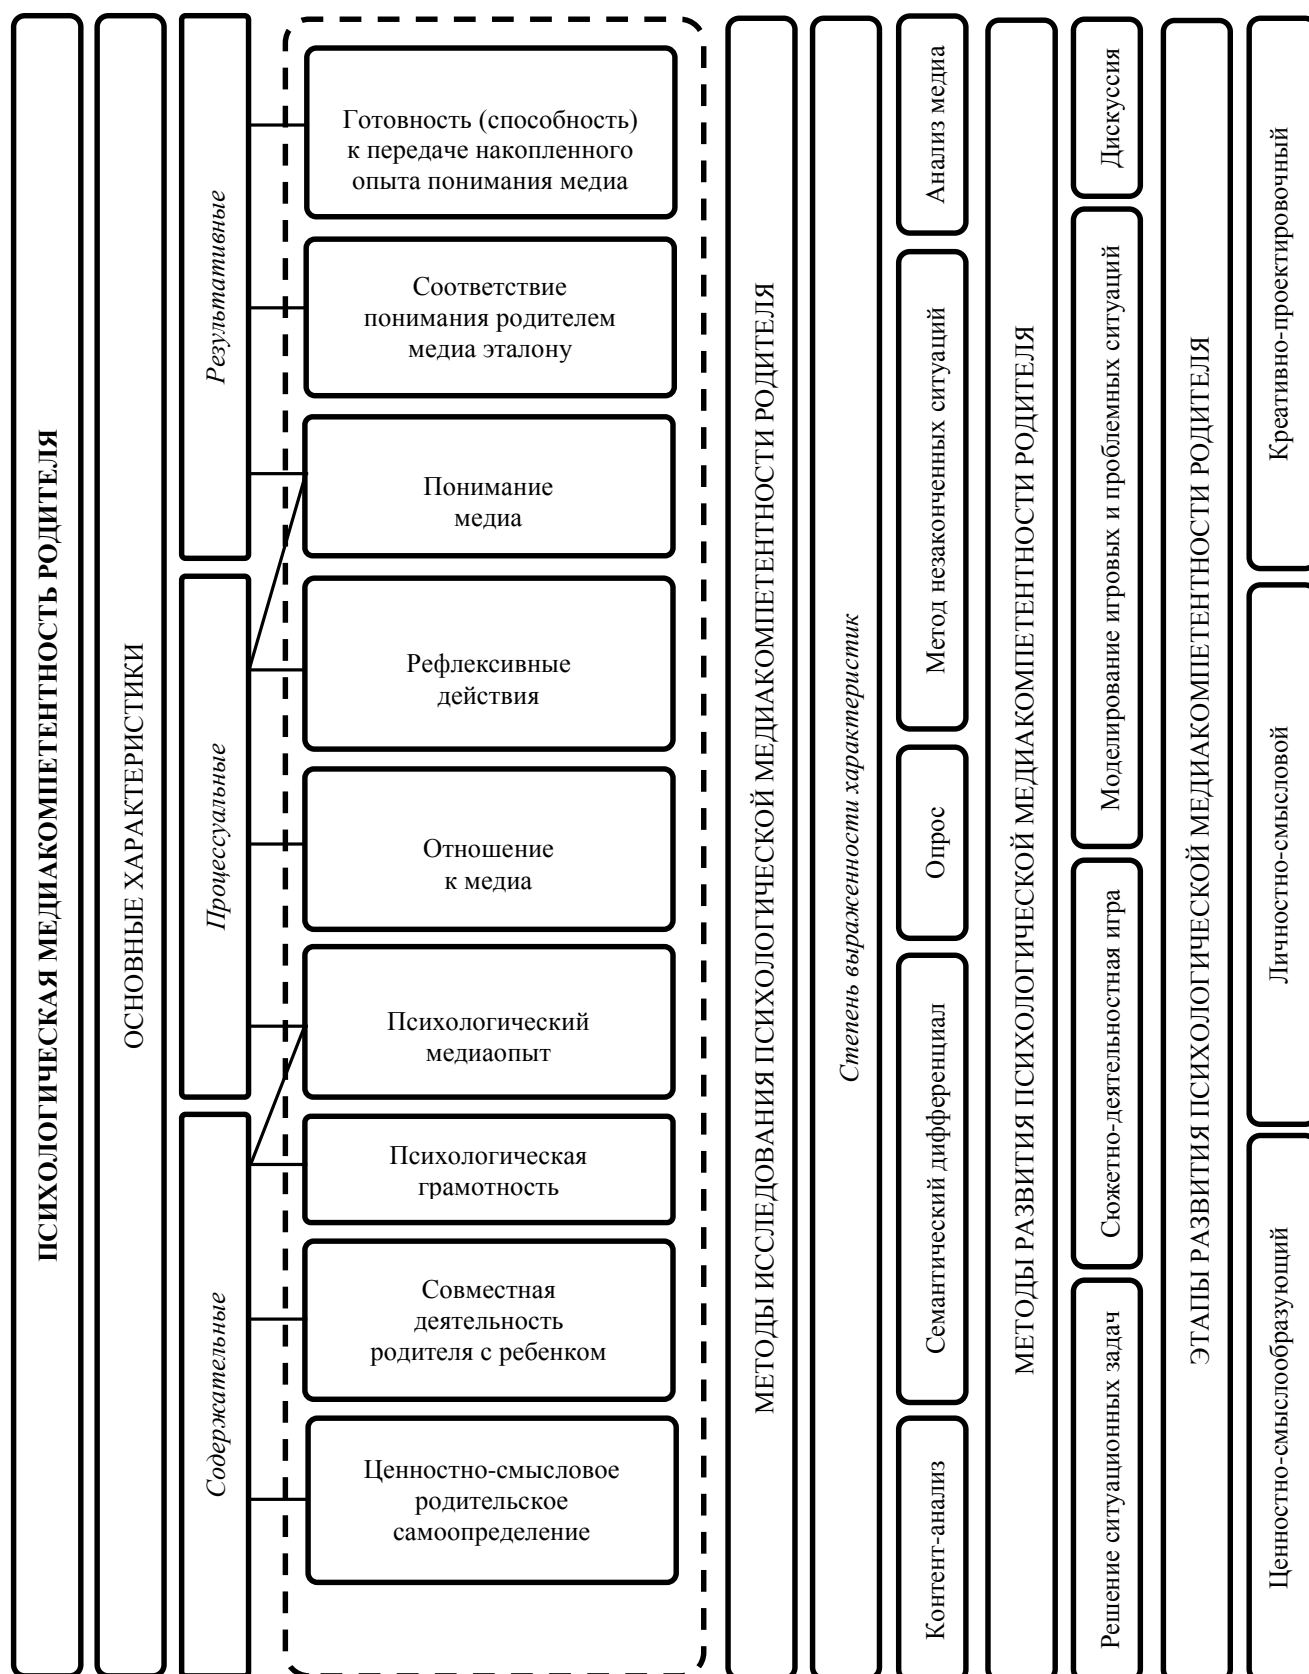 ПСИХОЛОГИЧЕСКАЯ МЕДИАКОМПЕТЕНТНОСТЬ РОДИТЕЛЯ
ОСНОВНЫЕ ХАРАКТЕРИСТИКИ
Содержательные
Процессуальные
Результативные
Готовность (способность)
к передаче накопленного
опыта понимания медиа
Соответствие
понимания родителем
медиа эталону
Понимание
медиа
Рефлексивные
действия
Отношение
к медиа
Психологический
медиаопыт
Психологическая
грамотность
Совместная
деятельность
родителя с ребенком
Ценностно-смысловое
родительское
самоопределение
МЕТОДЫ ИССЛЕДОВАНИЯ ПСИХОЛОГИЧЕСКОЙ МЕДИАКОМПЕТЕНТНОСТИ РОДИТЕЛЯ
Степень выраженности характеристик
Контент-анализ
Семантический дифференциал
Опрос
Метод незаконченных ситуаций
Анализ медиа
МЕТОДЫ РАЗВИТИЯ ПСИХОЛОГИЧЕСКОЙ МЕДИАКОМПЕТЕНТНОСТИ РОДИТЕЛЯ
Решение ситуационных задач
Сюжетно-деятельностная игра
Моделирование игровых и проблемных ситуаций
Дискуссия
ЭТАПЫ РАЗВИТИЯ ПСИХОЛОГИЧЕСКОЙ МЕДИАКОМПЕТЕНТНОСТИ РОДИТЕЛЯ
Ценностно-смыслообразующий
Личностно-смысловой
Креативно-проектировочный